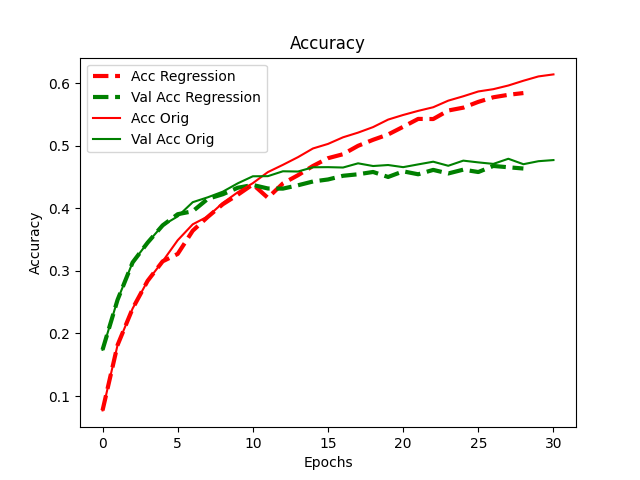 Accuracy
Acc Regression
Val Acc Regression
Acc Orig
Val Acc Orig
Accuracy
0.6
0.5
0.4
0.3
0.2
0.1
0 5 10 15 20 25 30
Epochs